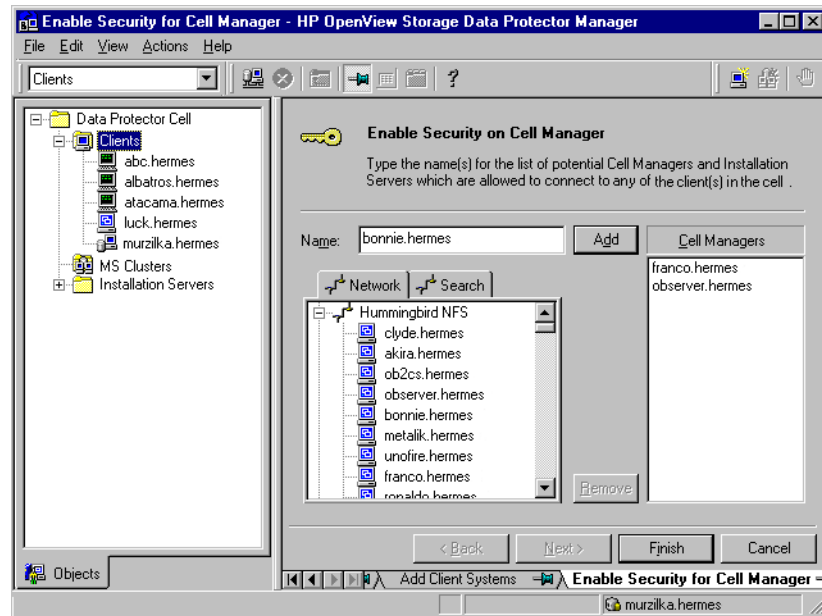 Enable Security for Cell Manager - HP OpenView Storage Data Protector Manager
File Edit View Actions Help
Clients
Data Protector Cell
Clients
abc.hermes
albatros.hermes
atacama.hermes
luck.hermes
murzilka.hermes
MS Clusters
Installation Servers
Objects
Enable Security on Cell Manager
Type the name(s) for the list of potential Cell Managers and Installation
Servers which are allowed to connect to any of the client(s) in the cell .
Name: bonnie.hermes Add
Network Search
Hummingbird NFS
clyde.hermes
akira.hermes
ob2cs.hermes
observer.hermes
bonnie.hermes
metalik.hermes
unofire.hermes
franco.hermes
ronaldo.hermes
Cell Managers
franco.hermes
observer.hermes
Remove
< Back Next > Finish Cancel
Add Client Systems Enable Security for Cell Manager
murzilka.hermes